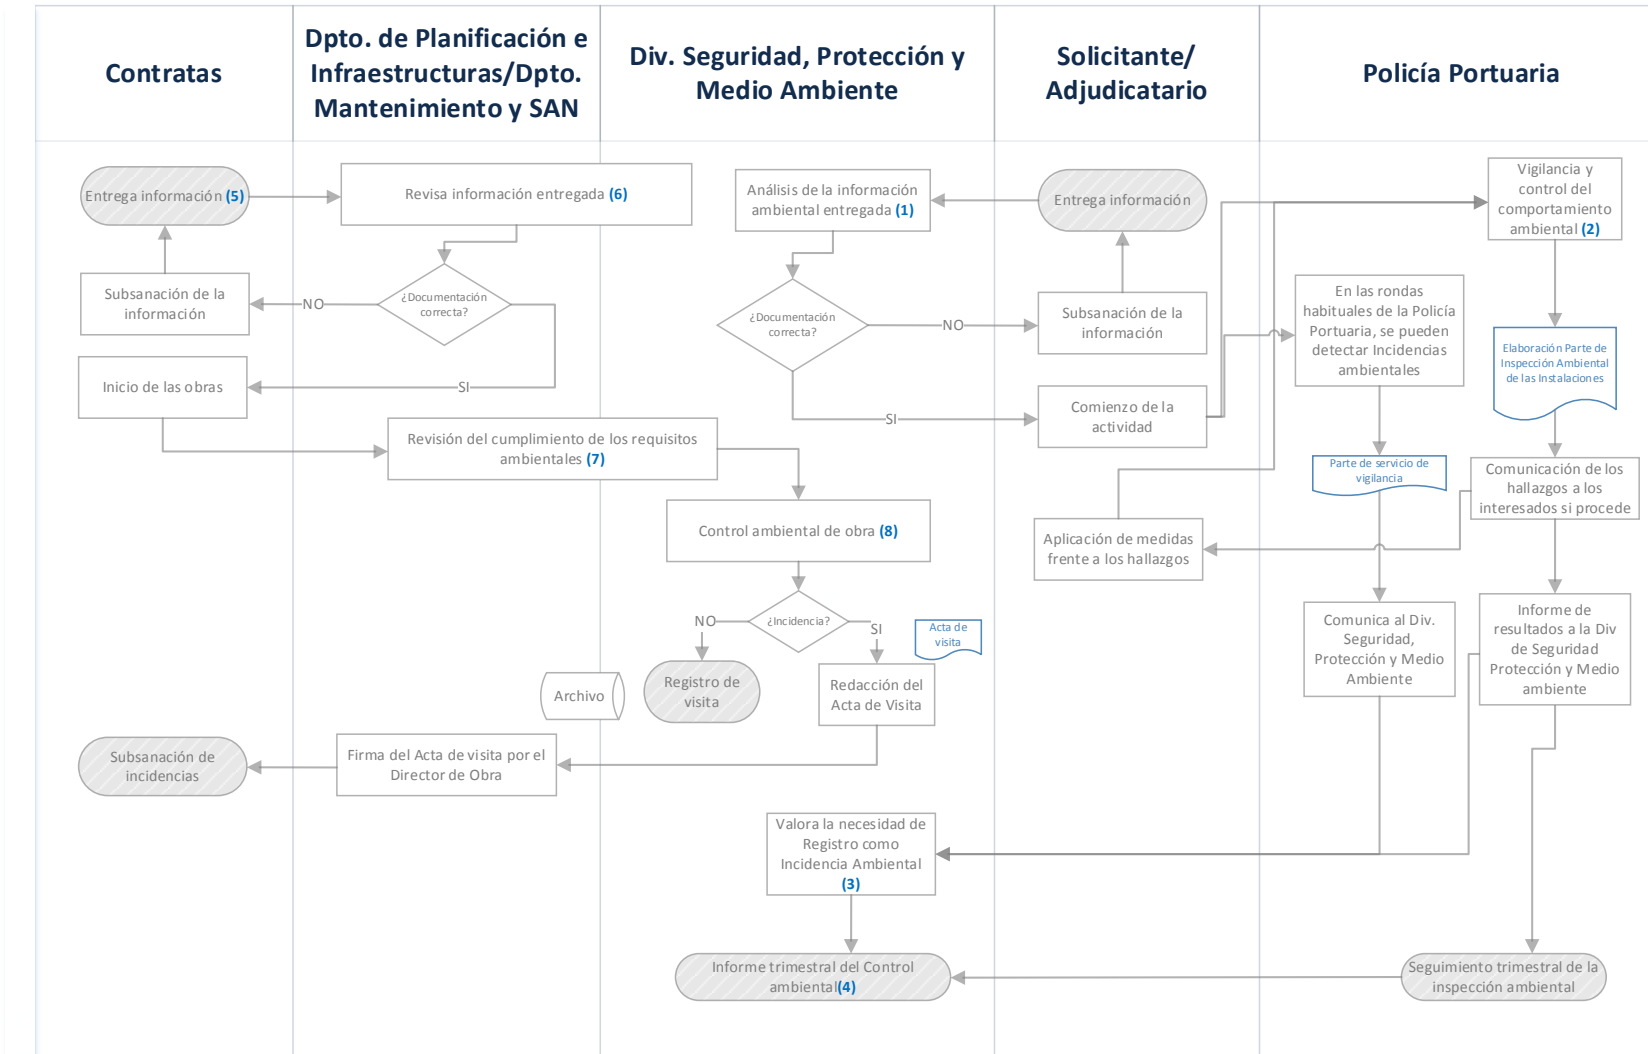 Contratas
Dpto. de Planificación e
Infraestructuras/Dpto.
Mantenimiento y SAN
Div. Seguridad, Protección y
Medio Ambiente
Solicitante/
Adjudicatario
Policía Portuaria
Entrega información (5)
Revisa información entregada (6)
Análisis de la información
ambiental entregada (1)
Entrega información
Vigilancia y
control del
comportamiento
ambiental (2)
Subsanación de la
información
NO
¿Documentación
correcta?
¿Documentación
correcta?
NO
Subsanación de la
información
En las rondas
habituales de la Policía
Portuaria, se pueden
detectar Incidencias
ambientales
Elaboración Parte de
Inspección Ambiental
de las Instalaciones
Inicio de las obras
SI
SI
Comienzo de la
actividad
Revisión del cumplimiento de los requisitos
ambientales (7)
Parte de servicio de
vigilancia
Comunicación de los
hallazgos a los
interesados si procede
Control ambiental de obra (8)
Aplicación de medidas
frente a los hallazgos
NO
¿Incidencia?
SI
Acta de
visita
Comunica al Div.
Seguridad,
Protección y Medio
Ambiente
Informe de
resultados a la Div
de Seguridad
Protección y Medio
ambiente
Archivo
Registro de
visita
Redacción del
Acta de Visita
Subsanación de
incidencias
Firma del Acta de visita por el
Director de Obra
Valora la necesidad de
Registro como
Incidencia Ambiental
(3)
Informe trimestral del Control
ambiental(4)
Seguimiento trimestral de la
inspección ambiental